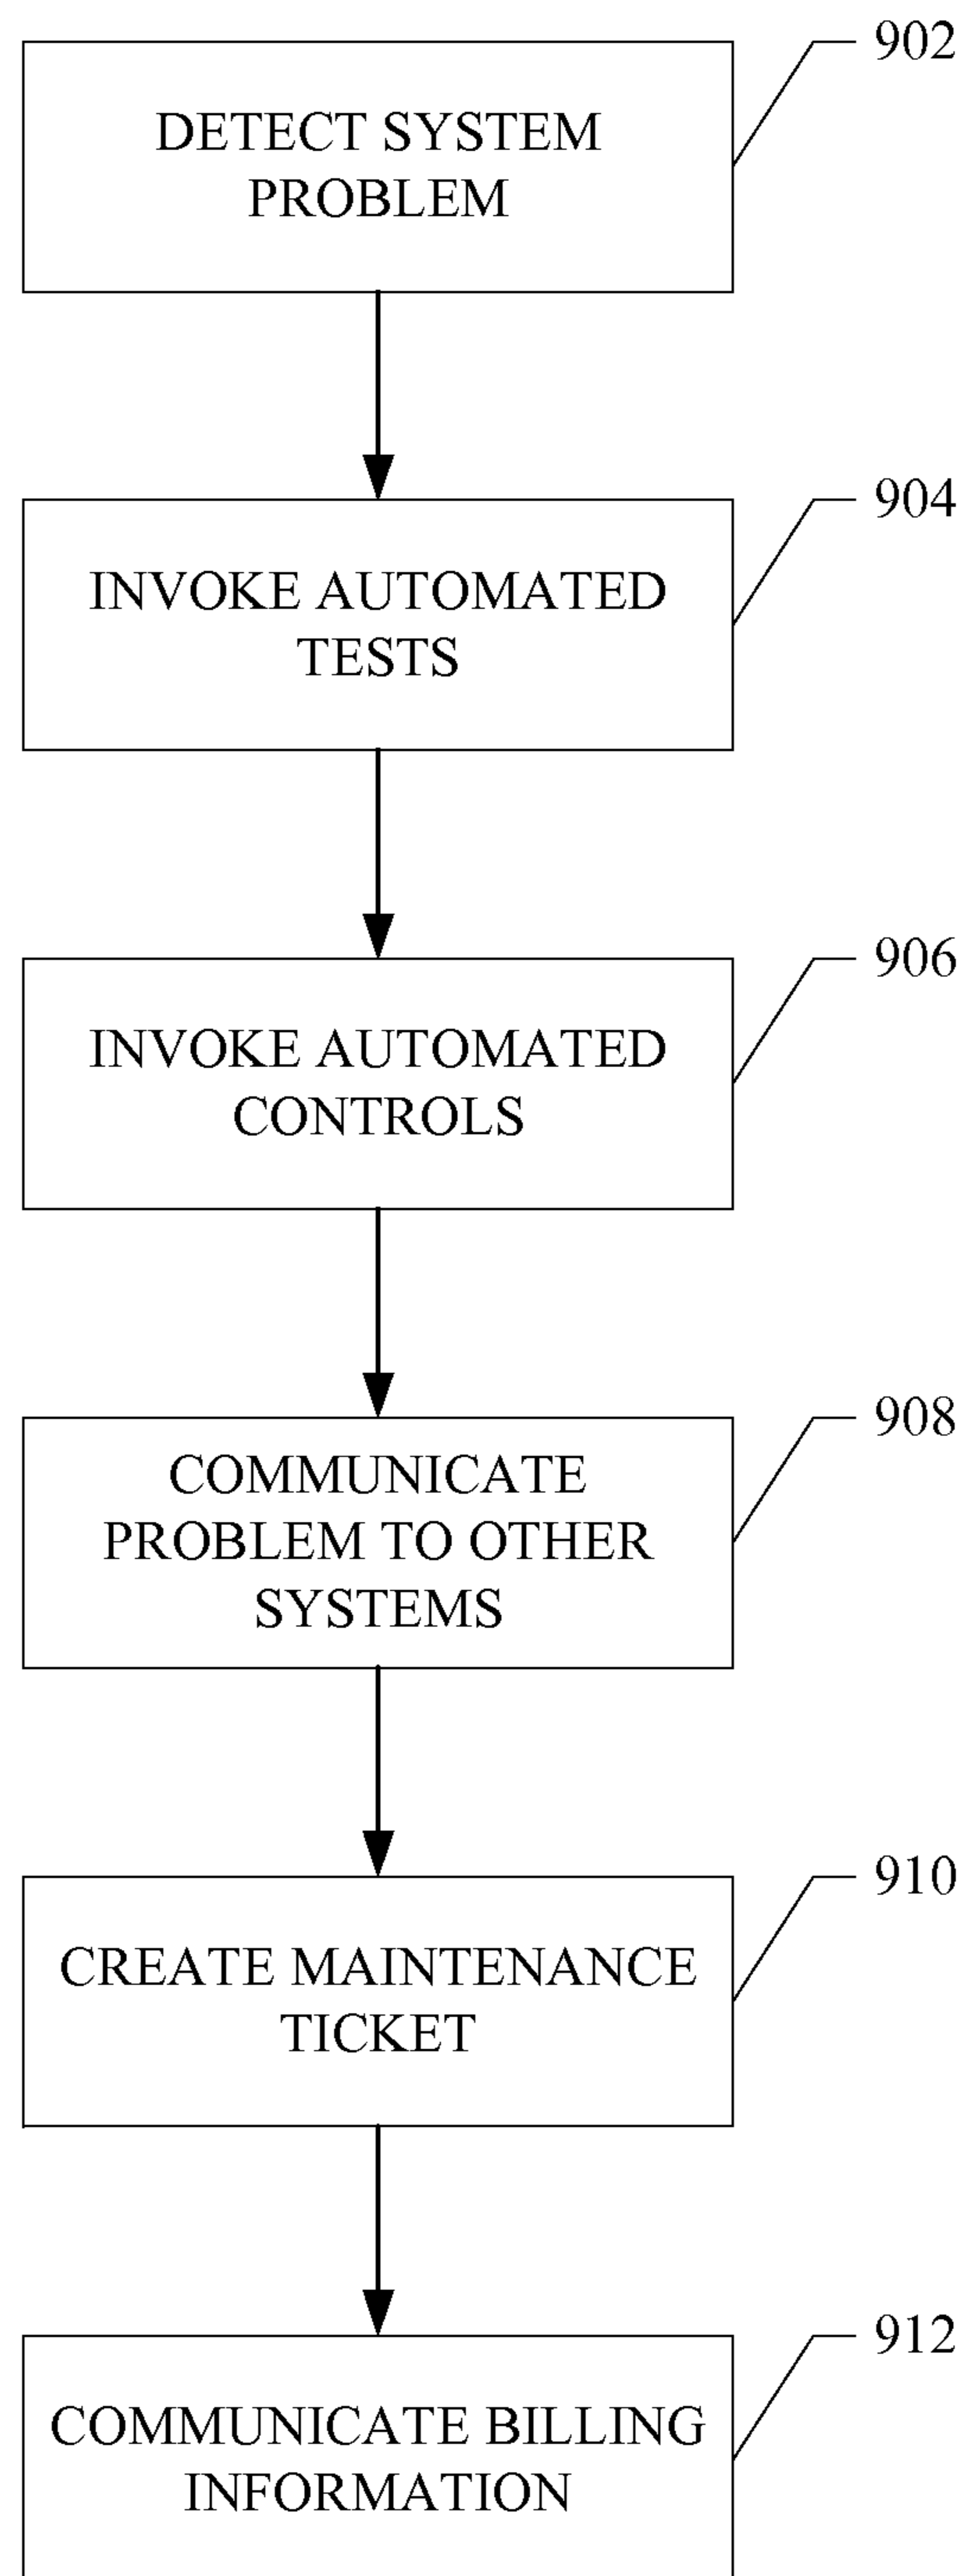 902
DETECT SYSTEM
PROBLEM
904
INVOKE AUTOMATED
TESTS
906
INVOKE AUTOMATED
CONTROLS
908
COMMUNICATE
PROBLEM TO OTHER
SYSTEMS
910
CREATE MAINTENANCE
TICKET
912
COMMUNICATE BILLING
INFORMATION